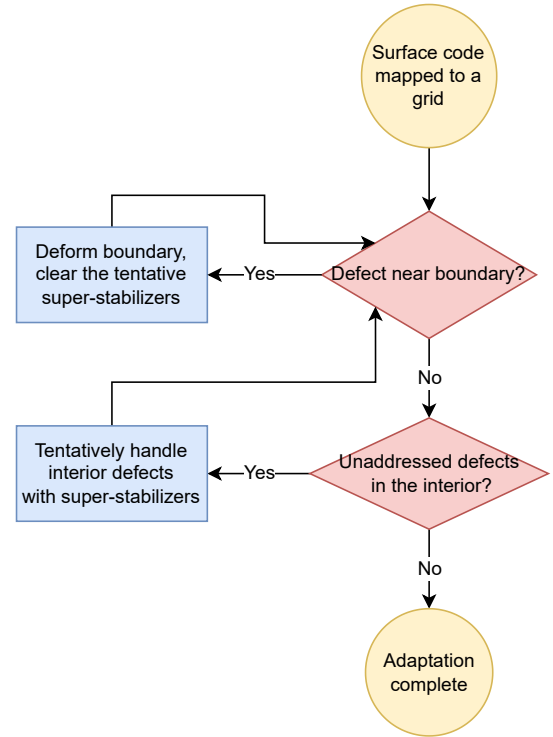 Surface code
mapped to a
grid
Deform boundary,
clear the tentative
super-stabilizers
Yes
Defect near boundary?
No
Tentatively handle
interior defects
with super-stabilizers
Yes
Unaddressed defects
in the interior?
No
Adaptation
complete